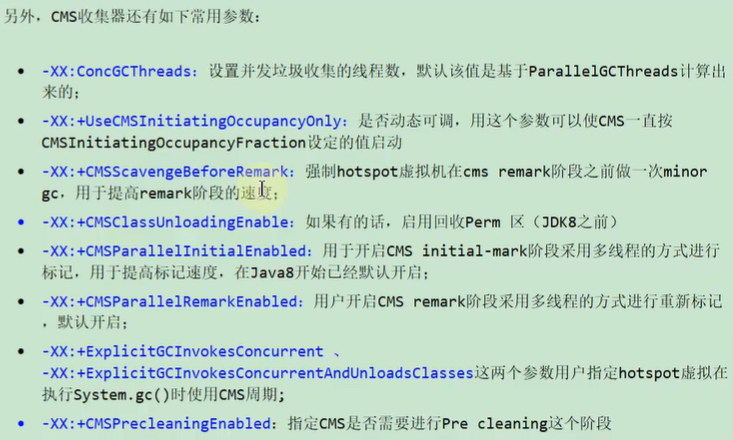 另外，CMS收集器还有如下常用参数：
-XX:ConcGCThreads：设置并发垃圾收集的线程数，默认该值是基于ParallelGCThreads计算出
来的；
-XX:+UseCMSInitiatingOccupancyOnly：是否动态可调，用这个参数可以使CMS一直按
CMSInitiatingOccupancyFraction设定的值启动
-XX:+CMSScavengeBeforeRemark：强制hotspot虚拟机在cms remark阶段之前做一次minor
gc，用于提高remark阶段的速度；
-XX:+CMSClassUnloadingEnable：如果有的话，启用回收Perm 区（JDK8之前）
-XX:+CMSParallelInitialEnabled：用于开启CMS initial-mark阶段采用多线程的方式进行
标记，用于提高标记速度，在Java8开始已经默认开启；
-XX:+CMSParallelRemarkEnabled：用户开启CMS remark阶段采用多线程的方式进行重新标记
，默认开启；
-XX:+ExplicitGCInvokesConcurrent 、
-XX:+ExplicitGCInvokesConcurrentAndUnloadsClasses这两个参数用户指定hotspot虚拟在
执行System.gc()时使用CMS周期;
-XX:+CMSPrecleaningEnabled：指定CMS是否需要进行Pre cleaning这个阶段